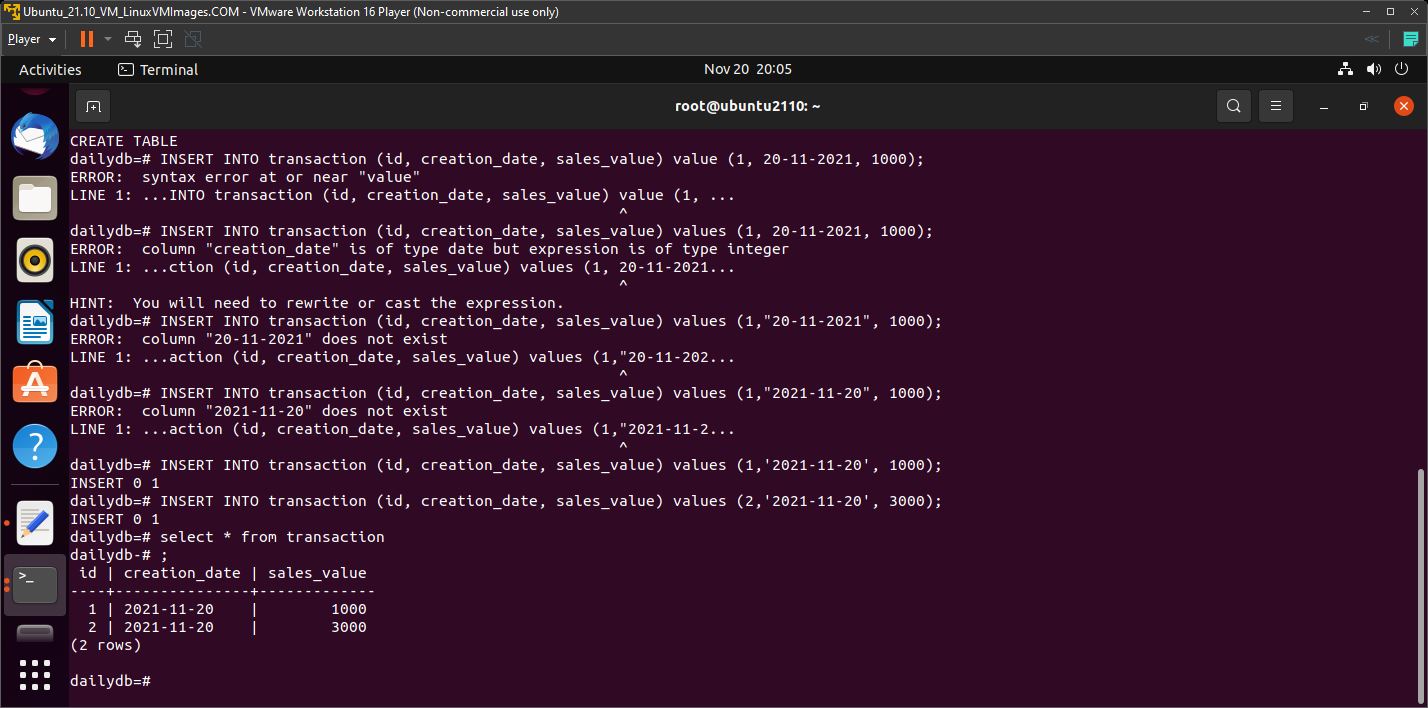 Ubuntu_21.10_VM_LinuxVMImages.COM - VMware Workstation 16 Player (Non-commercial use only)
Player
Activities Terminal Nov 20 20:05
root@ubuntu2110: ~
CREATE TABLE
dailydb=# INSERT INTO transaction (id, creation_date, sales_value) value (1, 20-11-2021, 1000);
ERROR:  syntax error at or near "value"
LINE 1: ...INTO transaction (id, creation_date, sales_value) value (1, ...
^
dailydb=# INSERT INTO transaction (id, creation_date, sales_value) values (1, 20-11-2021, 1000);
ERROR:  column "creation_date" is of type date but expression is of type integer
LINE 1: ...ction (id, creation_date, sales_value) values (1, 20-11-2021...
^
HINT:  You will need to rewrite or cast the expression.
dailydb=# INSERT INTO transaction (id, creation_date, sales_value) values (1,"20-11-2021", 1000);
ERROR:  column "20-11-2021" does not exist
LINE 1: ...action (id, creation_date, sales_value) values (1,"20-11-202...
^
dailydb=# INSERT INTO transaction (id, creation_date, sales_value) values (1,"2021-11-20", 1000);
ERROR:  column "2021-11-20" does not exist
LINE 1: ...action (id, creation_date, sales_value) values (1,"2021-11-2...
^
dailydb=# INSERT INTO transaction (id, creation_date, sales_value) values (1,'2021-11-20', 1000);
INSERT 0 1
dailydb=# INSERT INTO transaction (id, creation_date, sales_value) values (2,'2021-11-20', 3000);
INSERT 0 1
dailydb=# select * from transaction
dailydb-# ;
 id | creation_date | sales_value
----+---------------+-------------
  1 | 2021-11-20    |        1000
  2 | 2021-11-20    |        3000
(2 rows)
dailydb=#